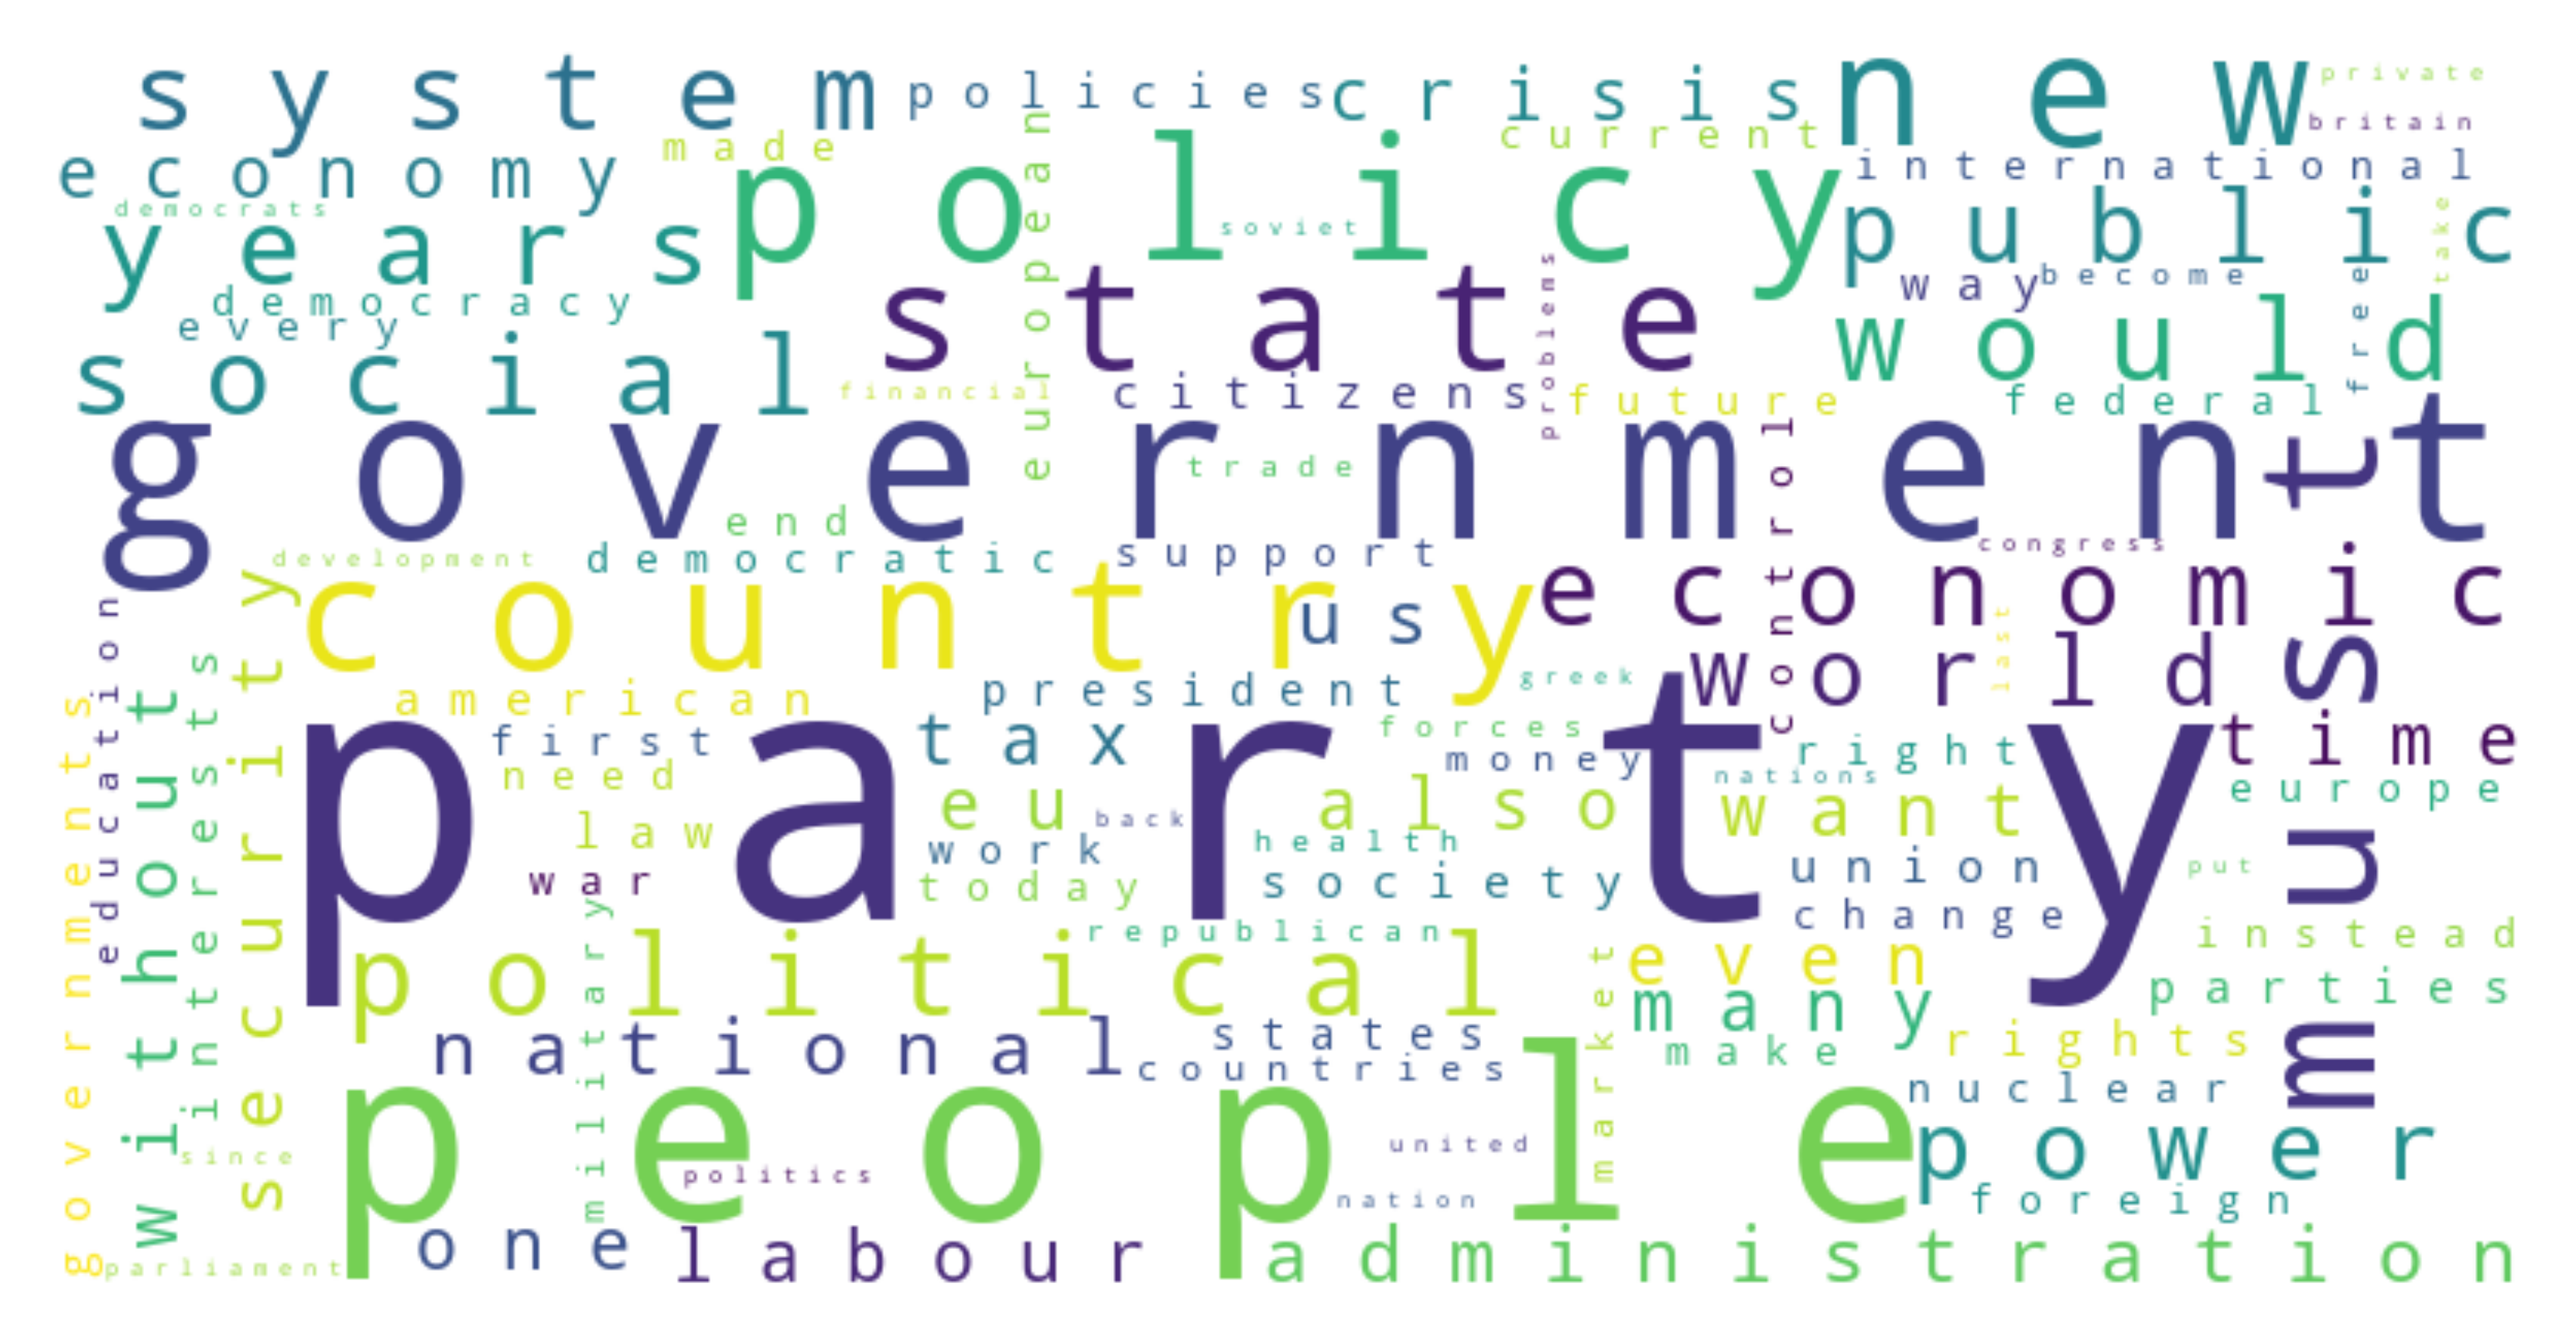 system policies crisis new private
britain
economy made current international
democrats
years policy soviet public take
democracy way become
every state would
social financial citizens future federal free
european problems
government trade
end congress
development democratic support
country us economic
american president greek world last
first tax forces money right time
need nations europe
party
law eu back also want
war work health union put
today society change
republican instead
political even parties
many
national states make rights
countries nuclear
people united power
politics nation foreign
since
one labour administration
parliament
governments
education
without
interests
security
military
market
control
must